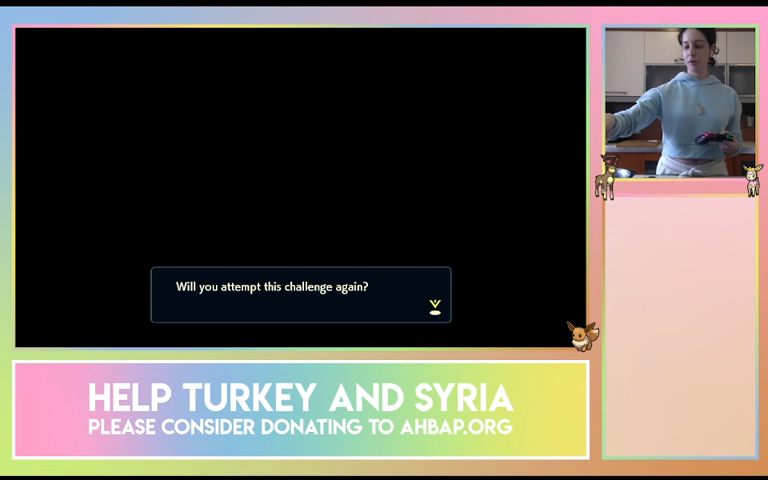 Will you attempt this challenge again?
HELP TURKEY AND SYRIA
PLEASE CONSIDER DONATING TO AHBAP.ORG